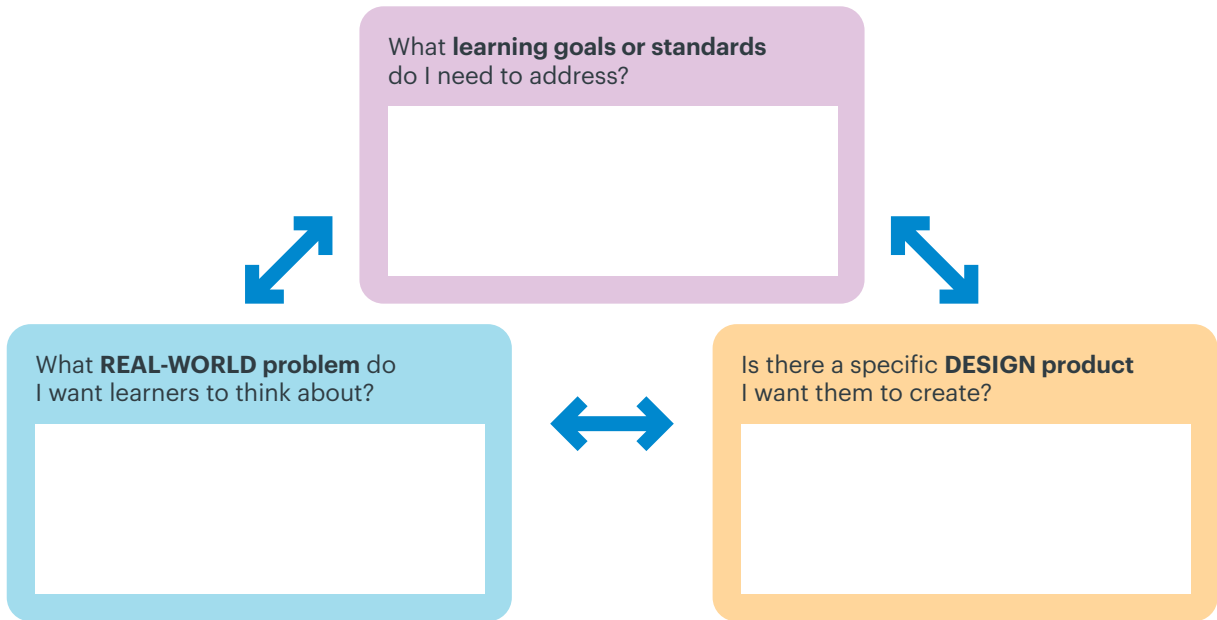 What learning goals or standards
do I need to address?
What REAL-WORLD problem do
I want learners to think about?
Is there a specific DESIGN product
I want them to create?